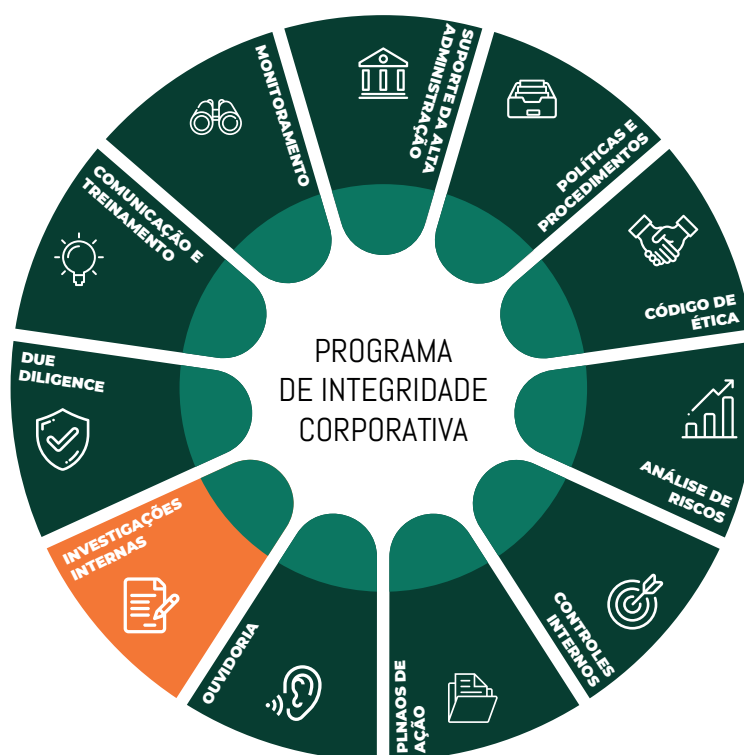 SUPORTE DA ALTA
ADMINISTRAÇÃO
POLÍTICAS E
PROCEDIMENTOS
CÓDIGO DE
ÉTICA
ANÁLISE DE
RISCOS
CONTROLES
INTERNOS
PLNAOS DE
AÇÃO
OUVIDORIA
INVESTIGAÇÕES
INTERNAS
DUE
DILIGENCE
COMUNICAÇÃO E
TREINAMENTO
MONITORAMENTO
PROGRAMA
DE INTEGRIDADE
CORPORATIVA